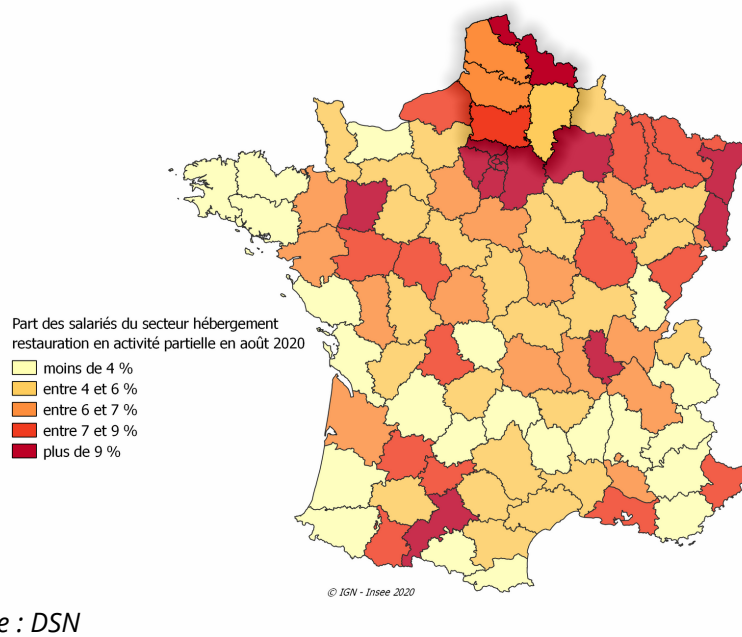 Part des salariés du secteur hébergement
restauration en activité partielle en août 2020
moins de 4 %
entre 4 et 6 %
entre 6 et 7 %
entre 7 et 9 %
plus de 9 %
© IGN - Insee 2020
e : DSN